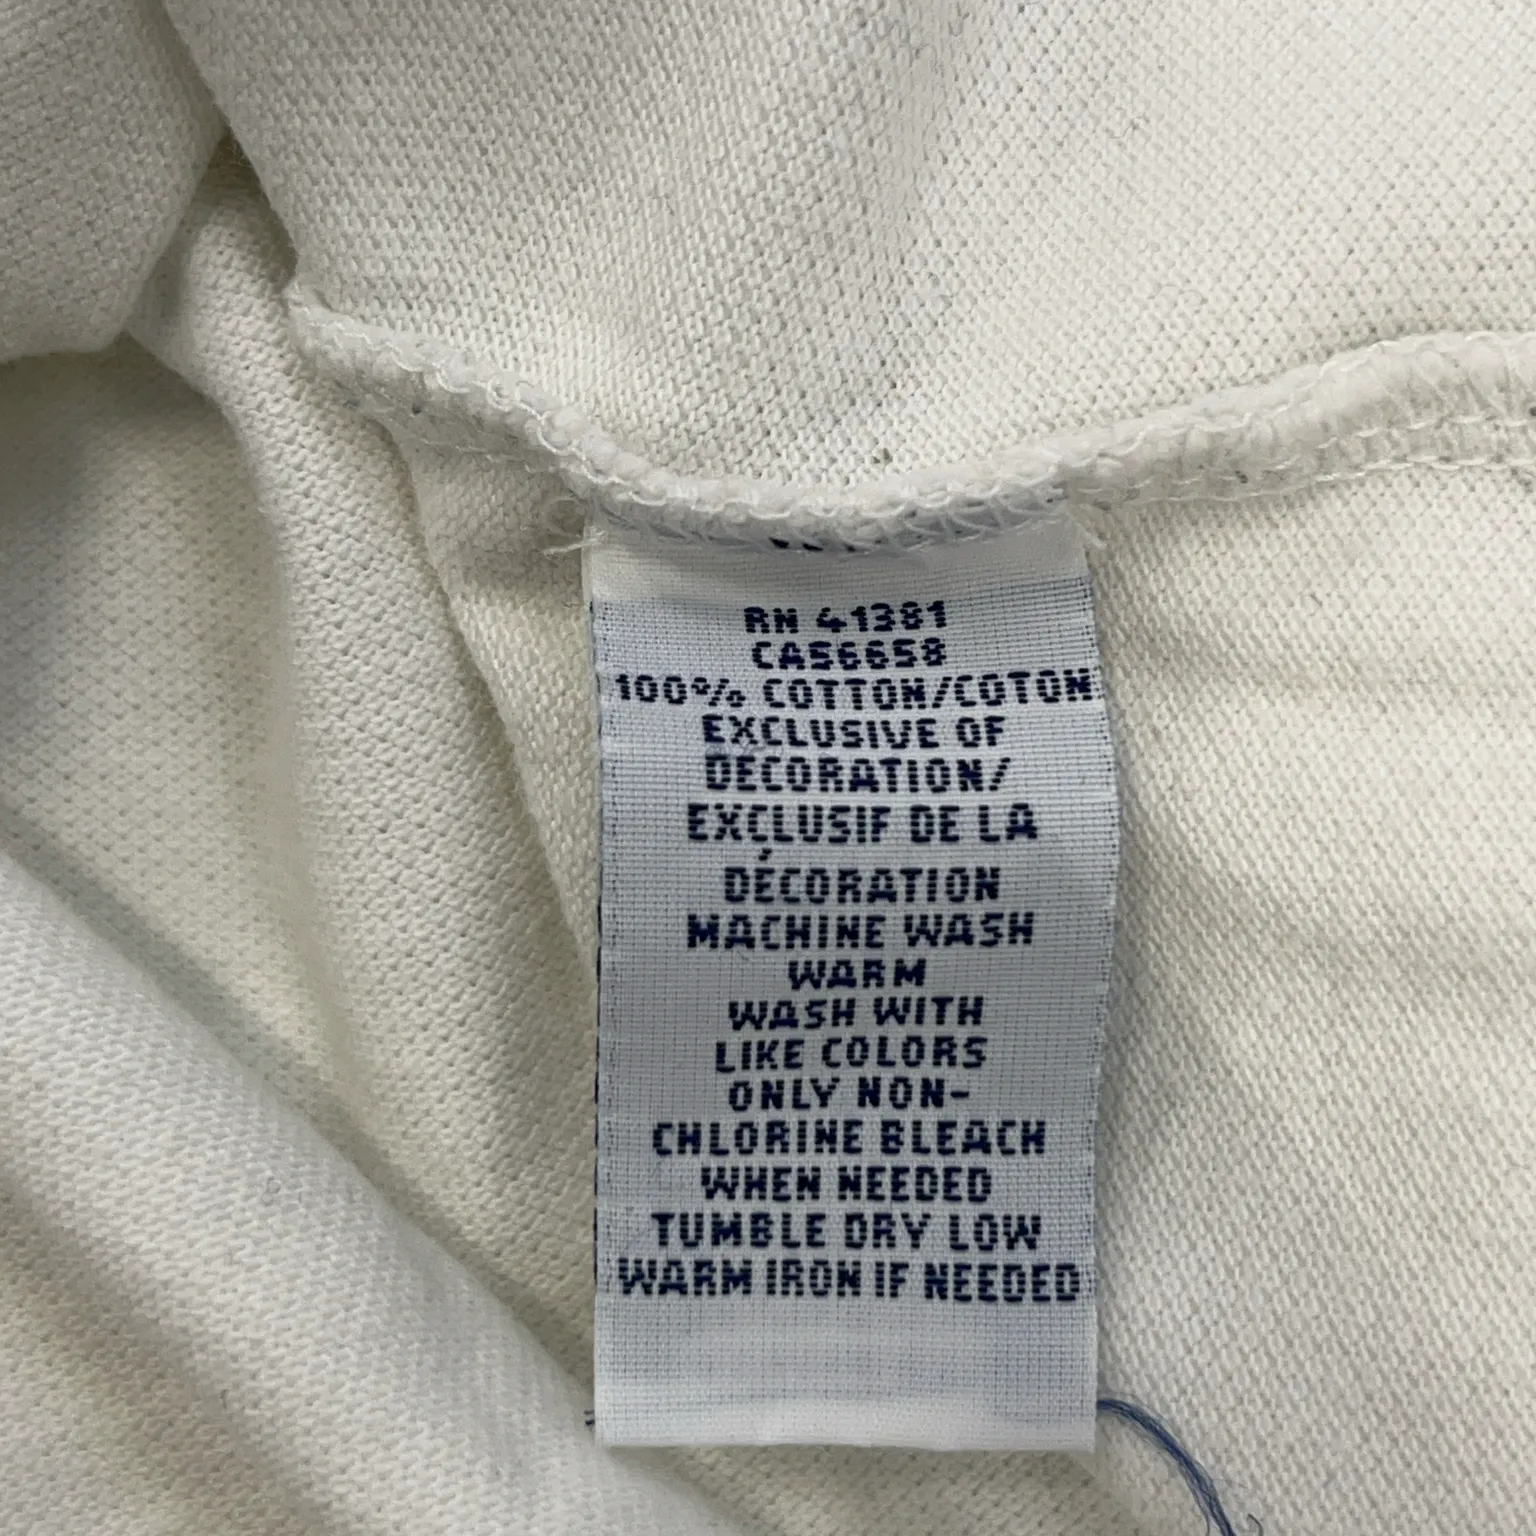 RN 41381
CA56658
100% COTTON/COTON
EXCLUSIVE OF
DECORATION/
EXCLUSIF DE LA
DÉCORATION
MACHINE WASH
WARM
WASH WITH
LIKE COLORS
ONLY NON-
CHLORINE BLEACH
WHEN NEEDED
TUMBLE DRY LOW
WARM IRON IF NEEDED